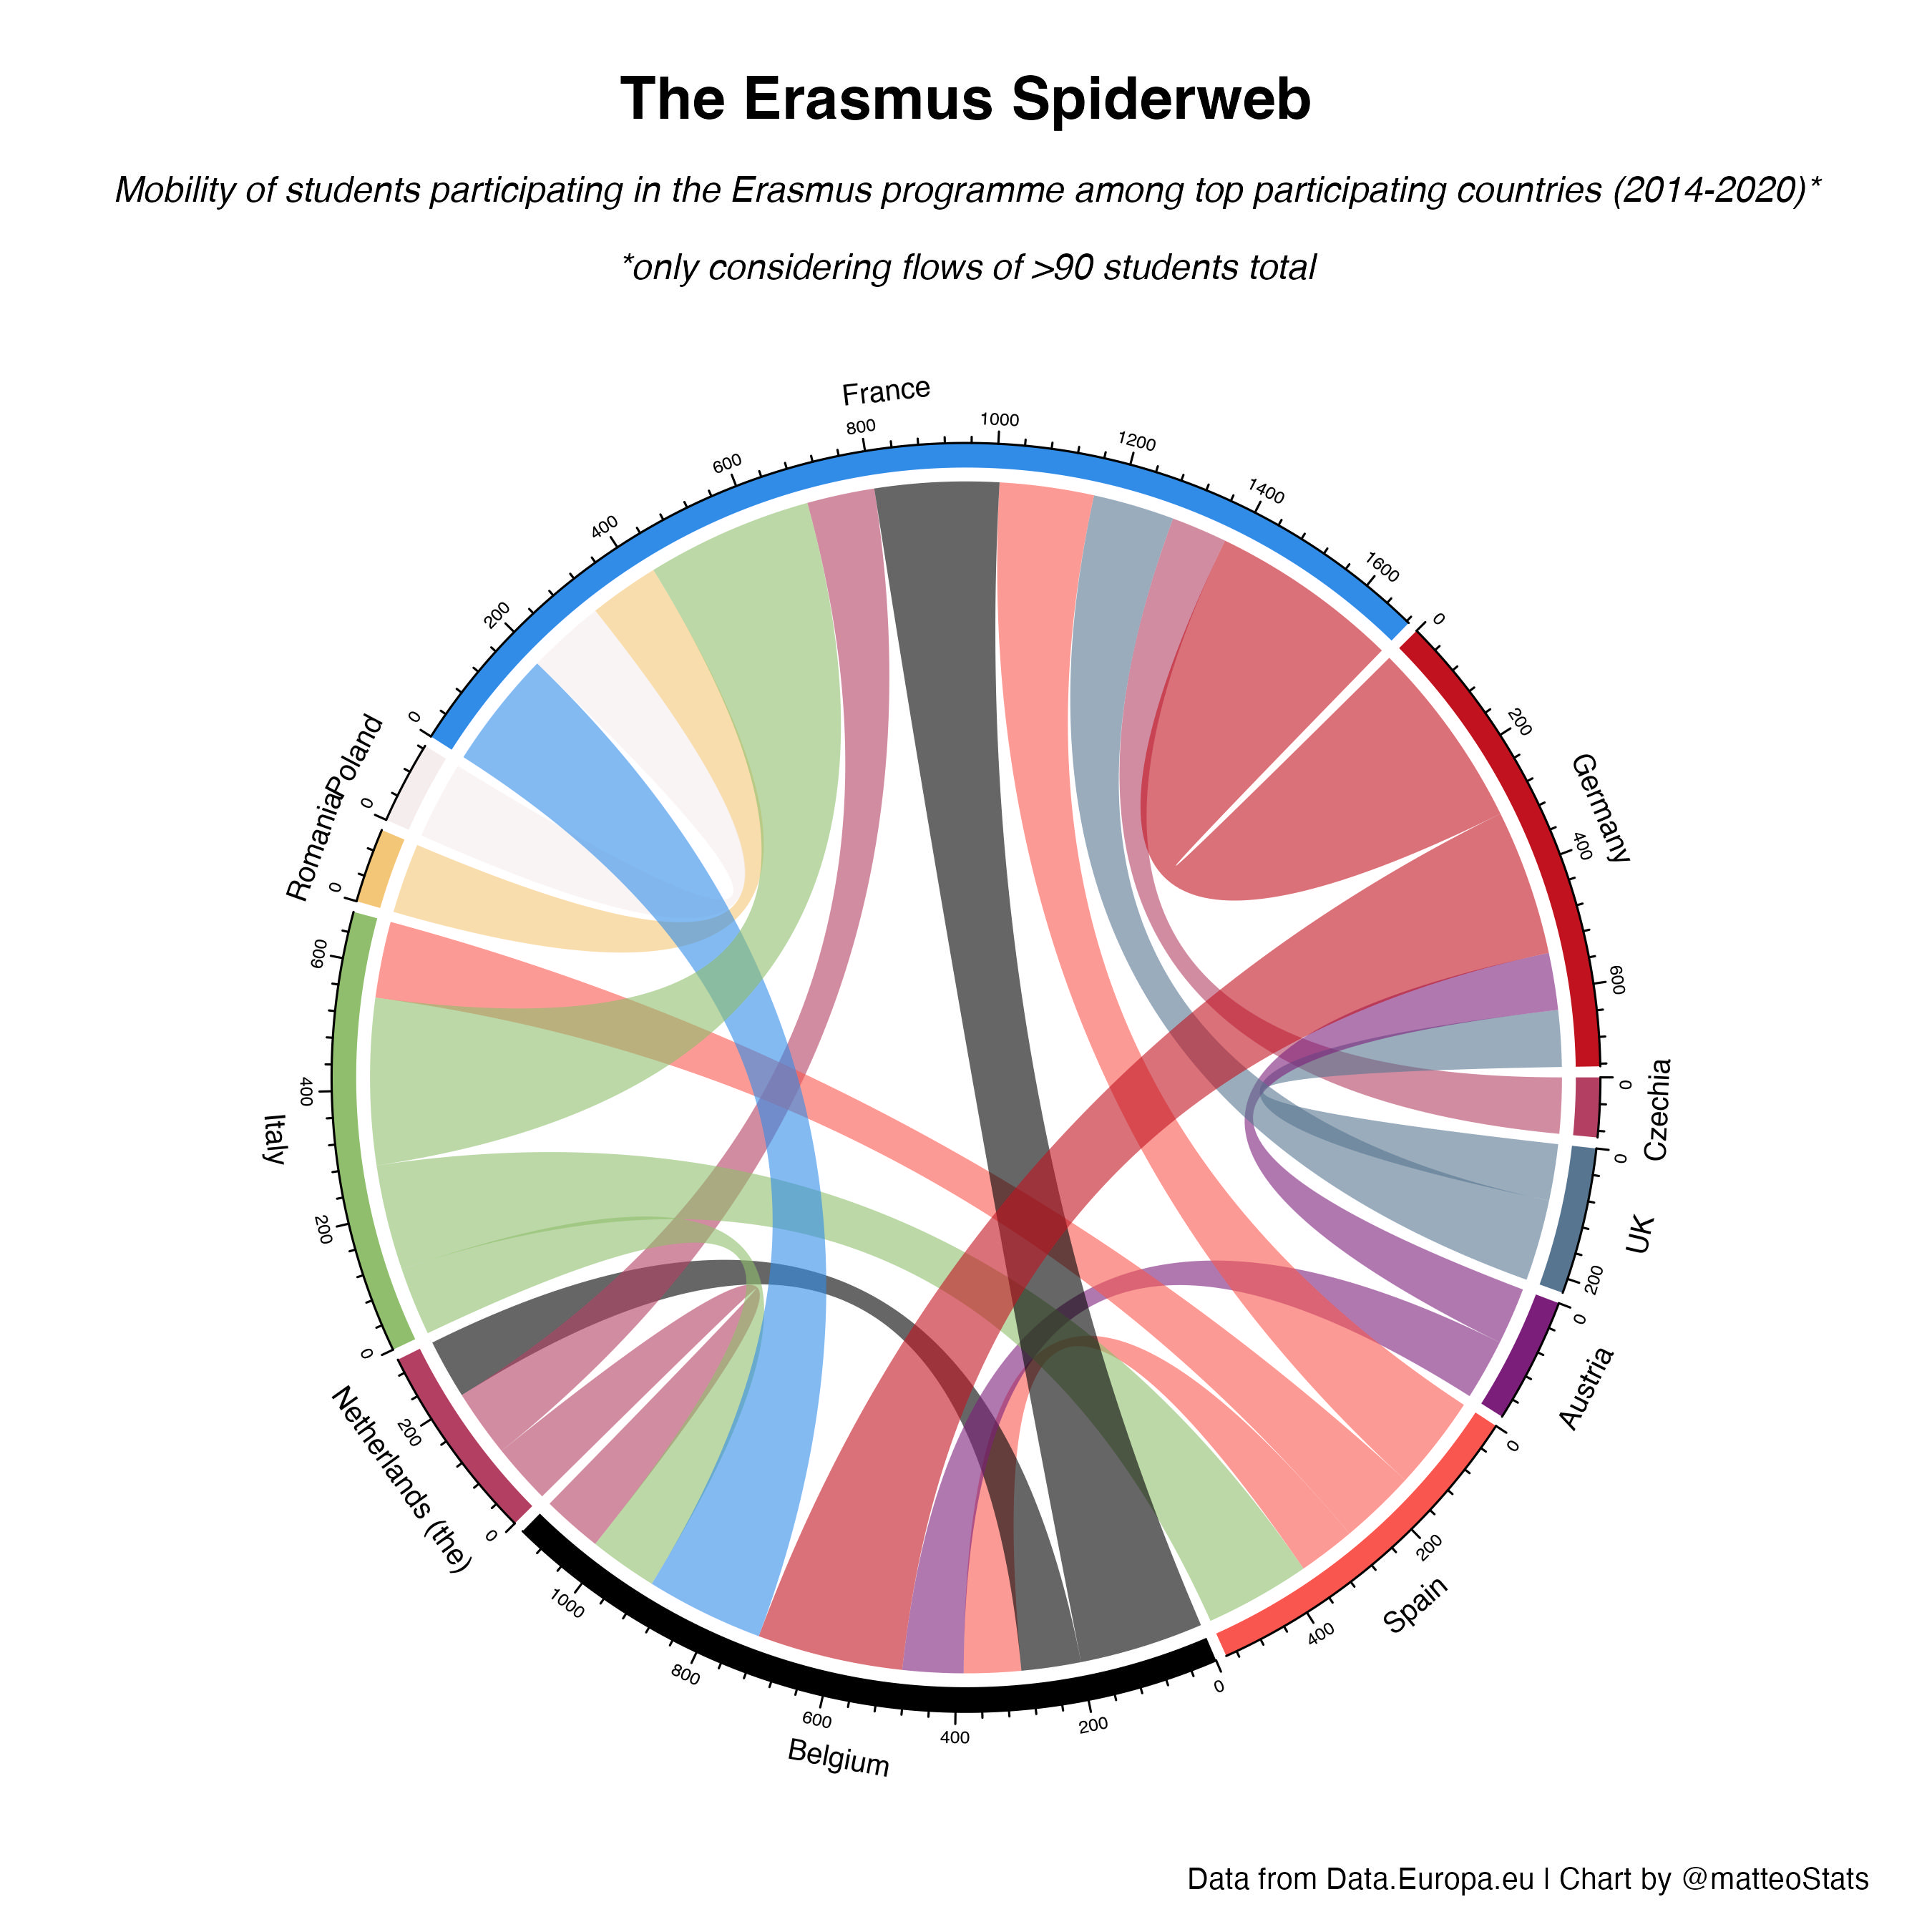 The Erasmus Spiderweb
Mobility of students participating in the Erasmus programme among top participating countries (2014-2020)*
*only considering flows of >90 students total
France
0
200
400
600
800
1000
1200
1400
1600
Germany
0
200
400
600
Czechia
0
UK
0
200
Austria
0
Spain
0
200
400
Belgium
0
200
400
600
800
1000
Netherlands (the)
0
200
Italy
0
200
400
600
Romania
0
Poland
0
Data from Data.Europa.eu | Chart by @matteoStats